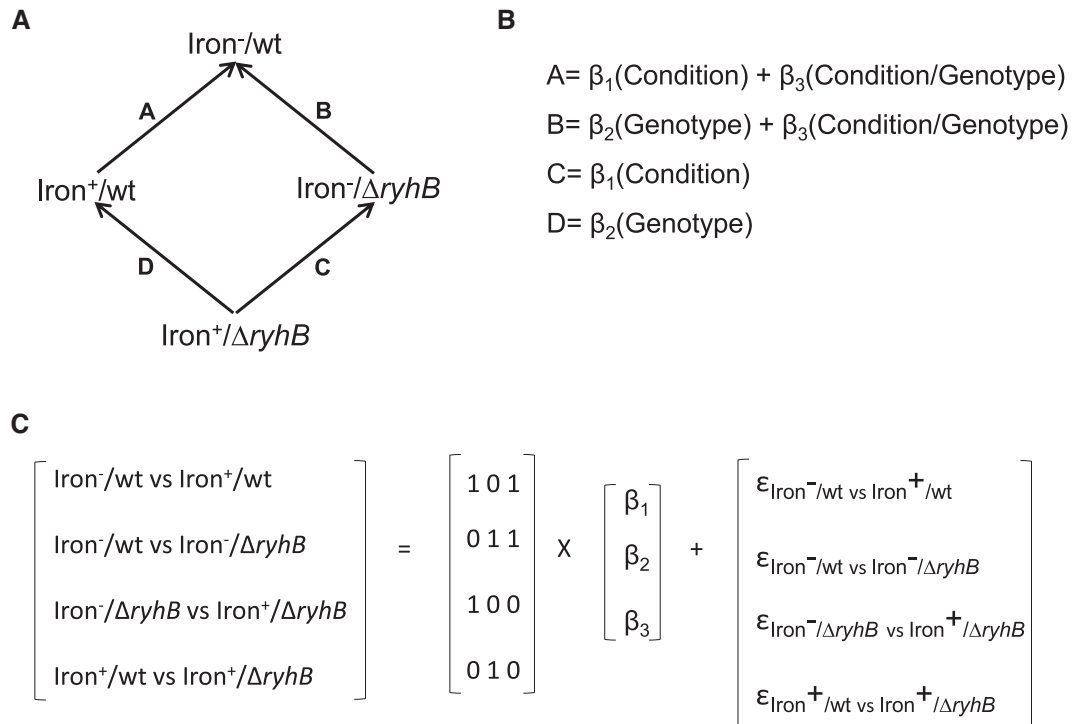 A
Iron⁻/wt
A
B
Iron⁺/wt
Iron⁻/ΔryhB
D
C
Iron⁺/ΔryhB
B
A= β₁(Condition) + β₃(Condition/Genotype)
B= β₂(Genotype) + β₃(Condition/Genotype)
C= β₁(Condition)
D= β₂(Genotype)
C
Iron⁻/wt vs Iron⁺/wt
Iron⁻/wt vs Iron⁻/ΔryhB
Iron⁻/ΔryhB vs Iron⁺/ΔryhB
Iron⁺/wt vs Iron⁺/ΔryhB
=
1 0 1
0 1 1
1 0 0
0 1 0
X
β₁
β₂
β₃
+
εIron⁻/wt vs Iron⁺/wt
εIron⁻/wt vs Iron⁻/ΔryhB
εIron⁻/ΔryhB vs Iron⁺/ΔryhB
εIron⁺/wt vs Iron⁺/ΔryhB